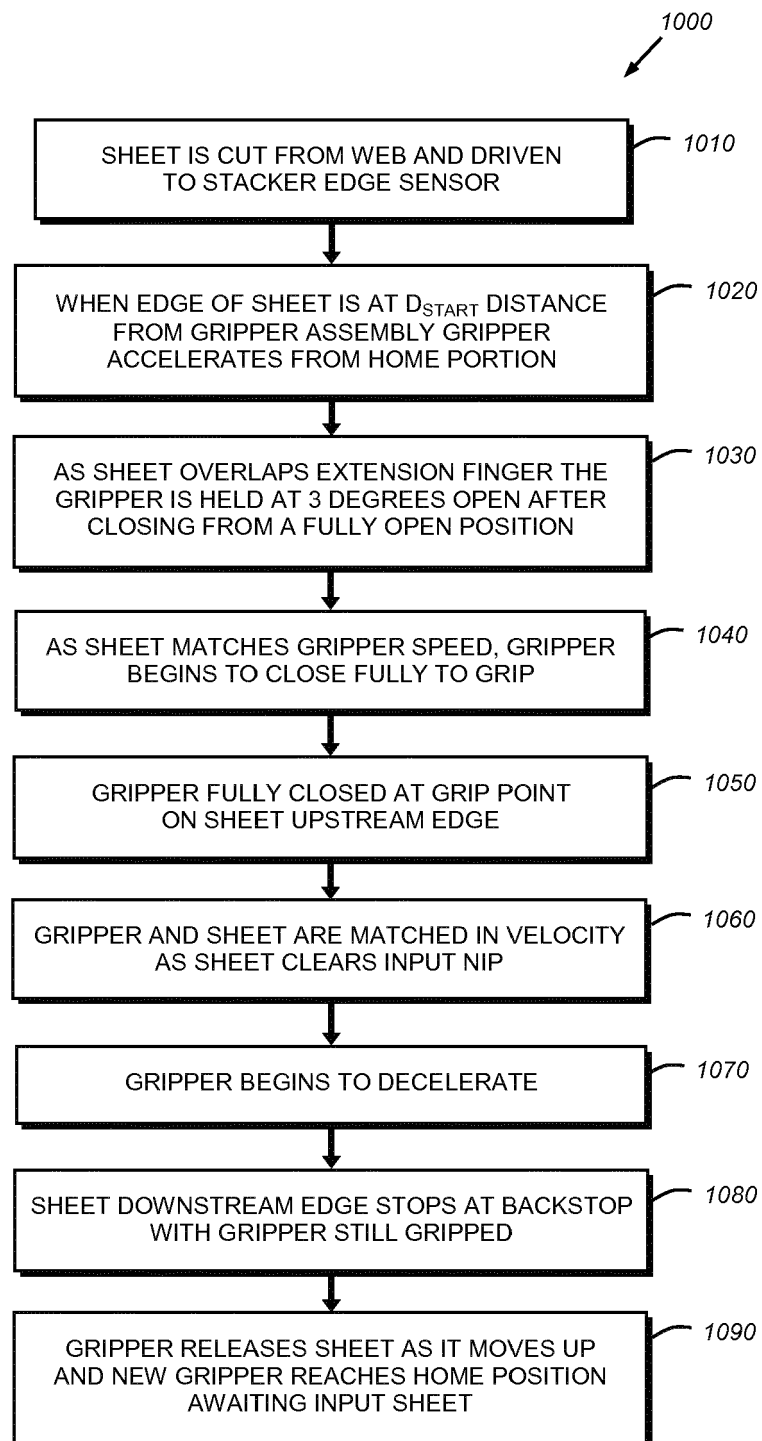 1000
SHEET IS CUT FROM WEB AND DRIVEN
TO STACKER EDGE SENSOR
1010
WHEN EDGE OF SHEET IS AT DSTART DISTANCE
FROM GRIPPER ASSEMBLY GRIPPER
ACCELERATES FROM HOME PORTION
1020
AS SHEET OVERLAPS EXTENSION FINGER THE
GRIPPER IS HELD AT 3 DEGREES OPEN AFTER
CLOSING FROM A FULLY OPEN POSITION
1030
AS SHEET MATCHES GRIPPER SPEED, GRIPPER
BEGINS TO CLOSE FULLY TO GRIP
1040
GRIPPER FULLY CLOSED AT GRIP POINT
ON SHEET UPSTREAM EDGE
1050
GRIPPER AND SHEET ARE MATCHED IN VELOCITY
AS SHEET CLEARS INPUT NIP
1060
GRIPPER BEGINS TO DECELERATE
1070
SHEET DOWNSTREAM EDGE STOPS AT BACKSTOP
WITH GRIPPER STILL GRIPPED
1080
GRIPPER RELEASES SHEET AS IT MOVES UP
AND NEW GRIPPER REACHES HOME POSITION
AWAITING INPUT SHEET
1090